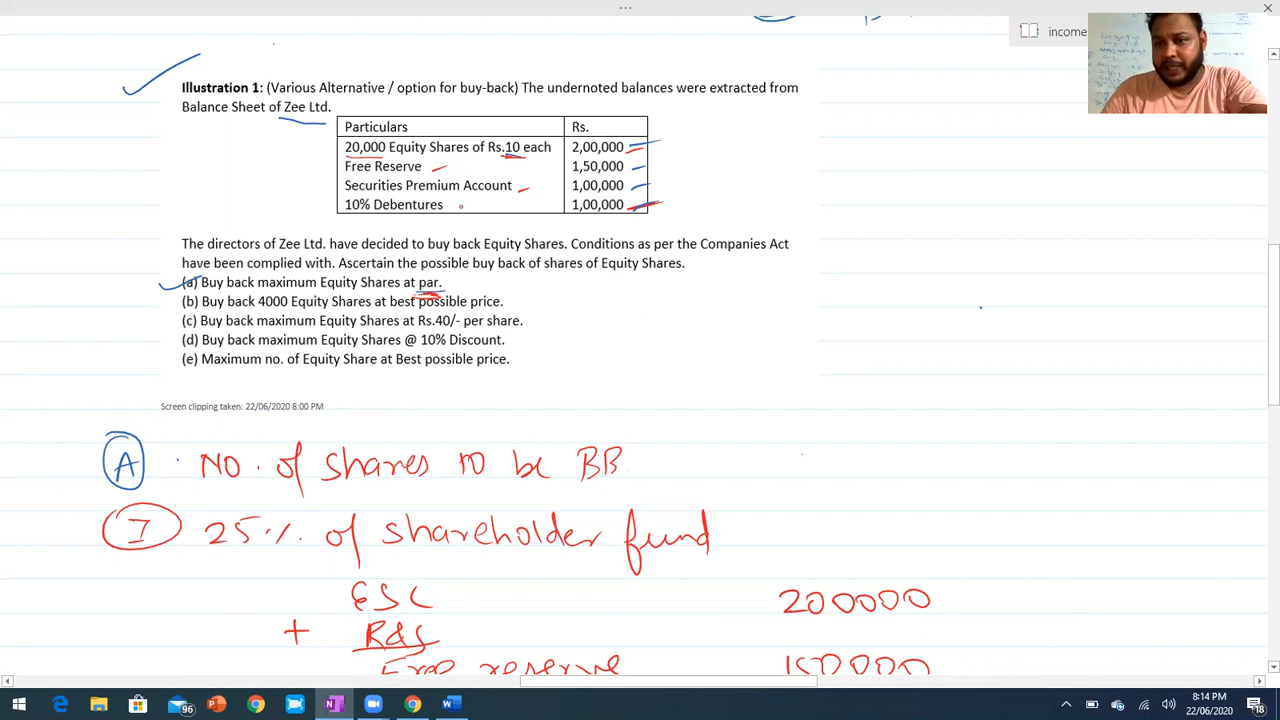 income
Illustration 1: (Various Alternative / option for buy-back) The undernoted balances were extracted from
Balance Sheet of Zee Ltd.
Particulars Rs.
20,000 Equity Shares of Rs.10 each 2,00,000
Free Reserve 1,50,000
Securities Premium Account 1,00,000
10% Debentures 1,00,000
The directors of Zee Ltd. have decided to buy back Equity Shares. Conditions as per the Companies Act
have been complied with. Ascertain the possible buy back of shares of Equity Shares.
(a) Buy back maximum Equity Shares at par.
(b) Buy back 4000 Equity Shares at best possible price.
(c) Buy back maximum Equity Shares at Rs.40/- per share.
(d) Buy back maximum Equity Shares @ 10% Discount.
(e) Maximum no. of Equity Share at Best possible price.
Screen clipping taken: 22/06/2020 8:00 PM
A No. of shares to be BB
I 25% of shareholder fund
ESC 200000
+ R&S
Free reserve 150000
96
8:14 PM
22/06/2020
18